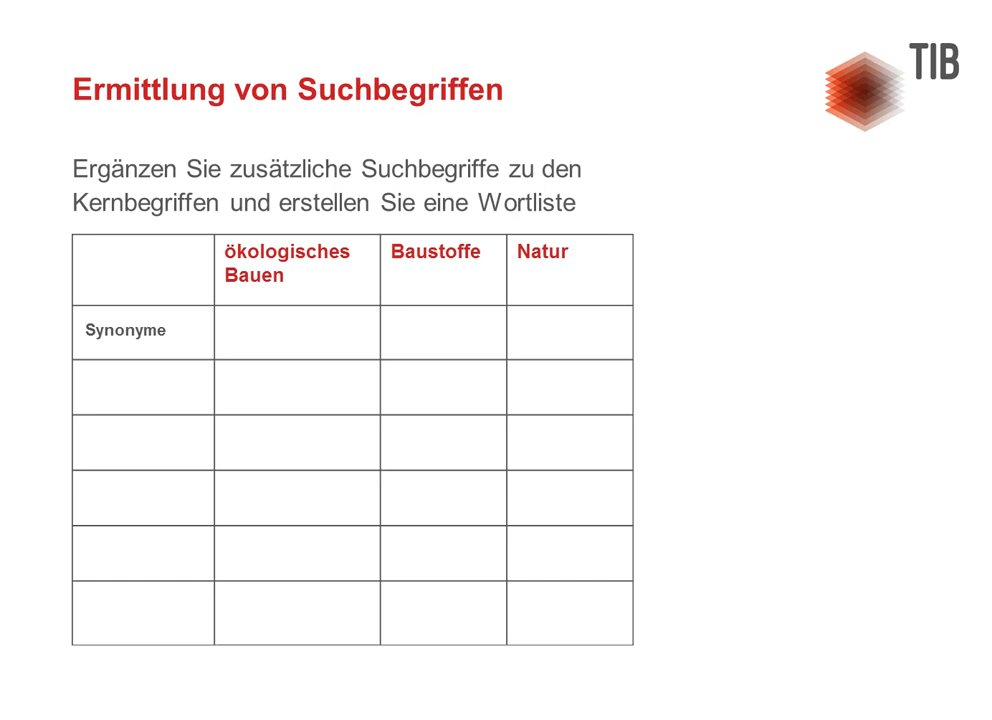 TIB
Ermittlung von Suchbegriffen
Ergänzen Sie zusätzliche Suchbegriffe zu den
Kernbegriffen und erstellen Sie eine Wortliste
ökologisches Baustoffe Natur
Bauen
Synonyme